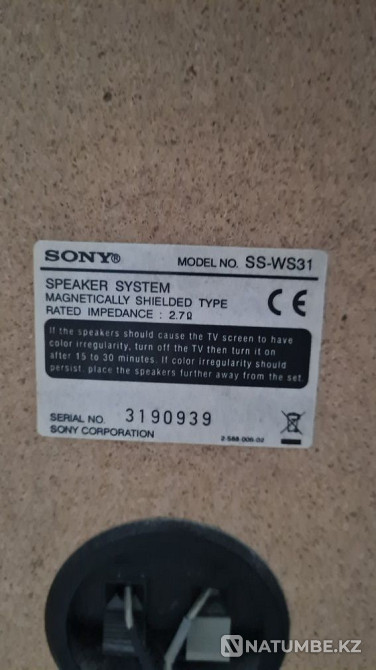 SONY® MODEL NO. SS-WS31
SPEAKER SYSTEM
MAGNETICALLY SHIELDED TYPE
RATED IMPEDANCE : 2.7Ω
CE
If the speakers should cause the TV screen to have
color irregularity, turn off the TV then turn it on
after 15 to 30 minutes. If color irregularity should
persist, place the speakers further away from the set.
SERIAL NO. 3190939
SONY CORPORATION
2-588-006-02
NATUMBE.KZ